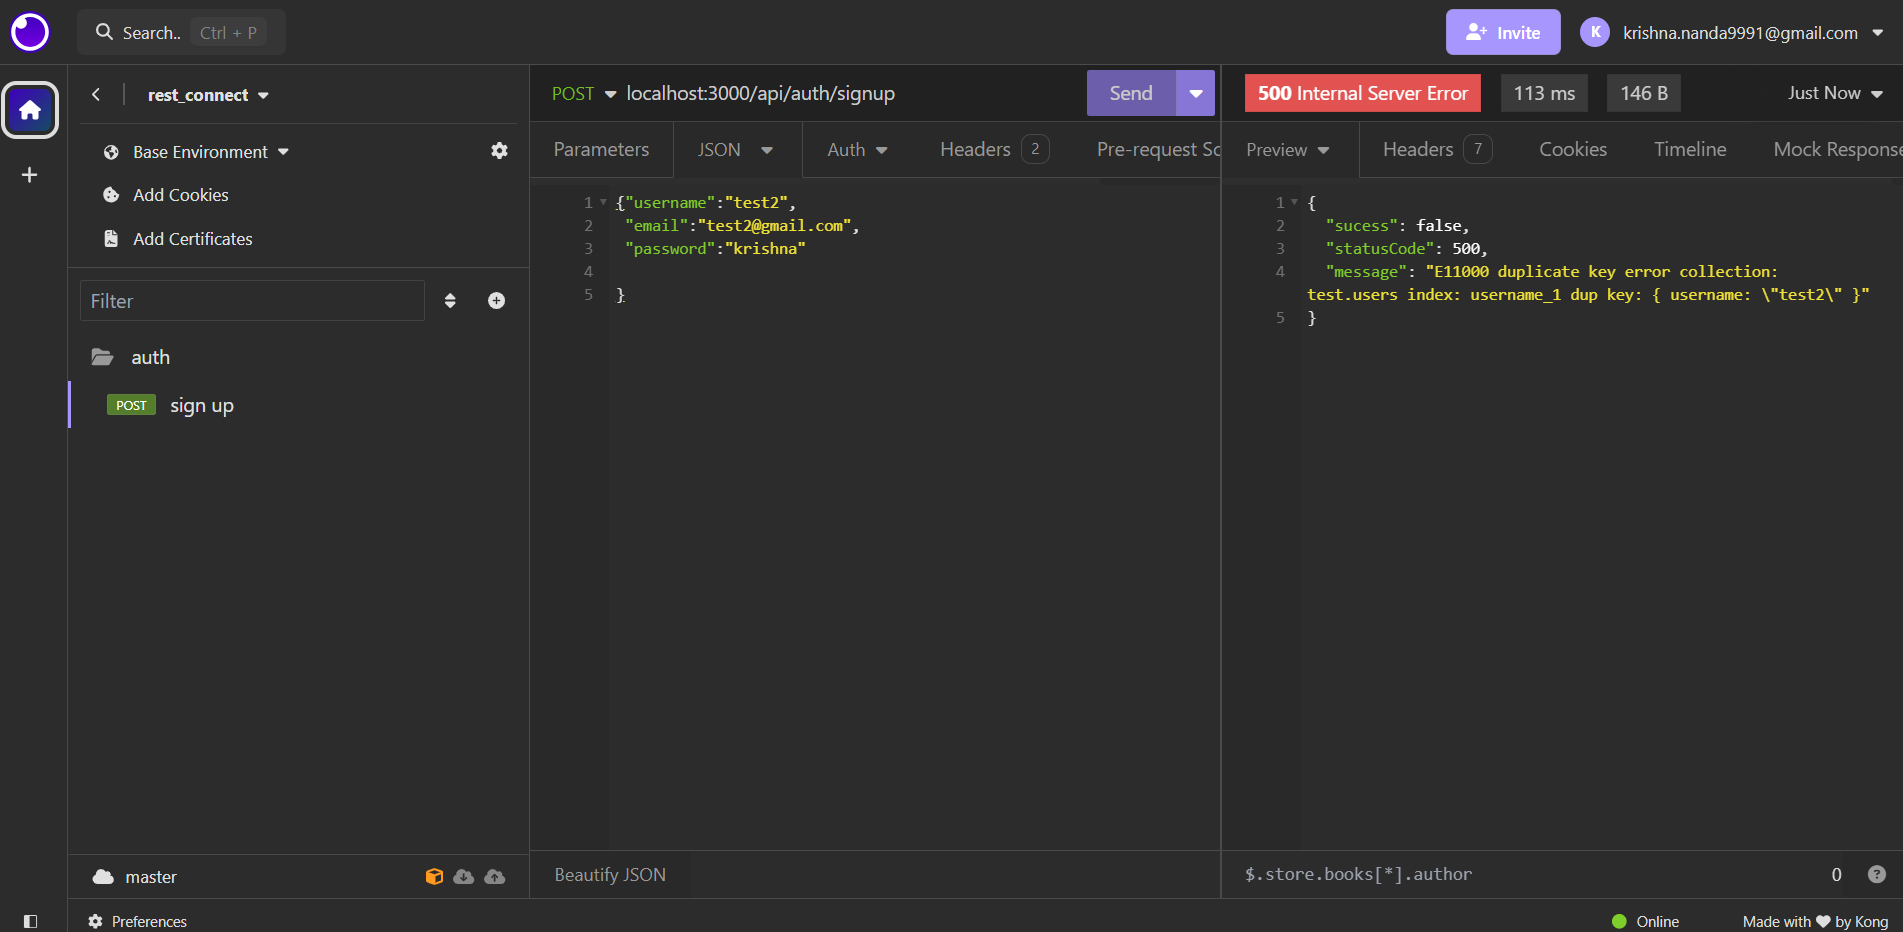 Search.. Ctrl + P
Invite
K krishna.nanda9991@gmail.com
rest_connect
Base Environment
Add Cookies
Add Certificates
Filter
auth
POST sign up
master
Preferences
POST localhost:3000/api/auth/signup Send
Parameters JSON Auth Headers 2 Pre-request Sc
1 {"username":"test2",
2 "email":"test2@gmail.com",
3 "password":"krishna"
4
5 }
Beautify JSON
500 Internal Server Error 113 ms 146 B Just Now
Preview Headers 7 Cookies Timeline Mock Response
1 {
2 "sucess": false,
3 "statusCode": 500,
4 "message": "E11000 duplicate key error collection:
test.users index: username_1 dup key: { username: \"test2\" }"
5 }
$.store.books[*].author 0 ?
Online Made with ♥ by Kong